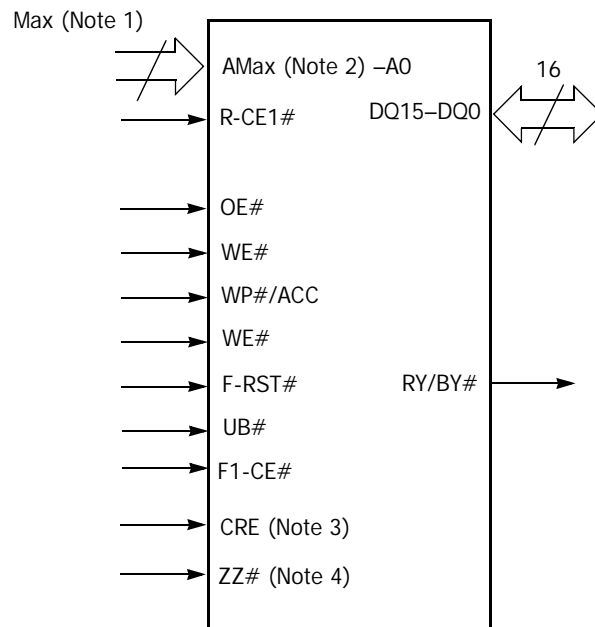 Max (Note 1)
AMax (Note 2) –A0
16
R-CE1#
DQ15–DQ0
OE#
WE#
WP#/ACC
WE#
F-RST#
RY/BY#
UB#
F1-CE#
CRE (Note 3)
ZZ# (Note 4)